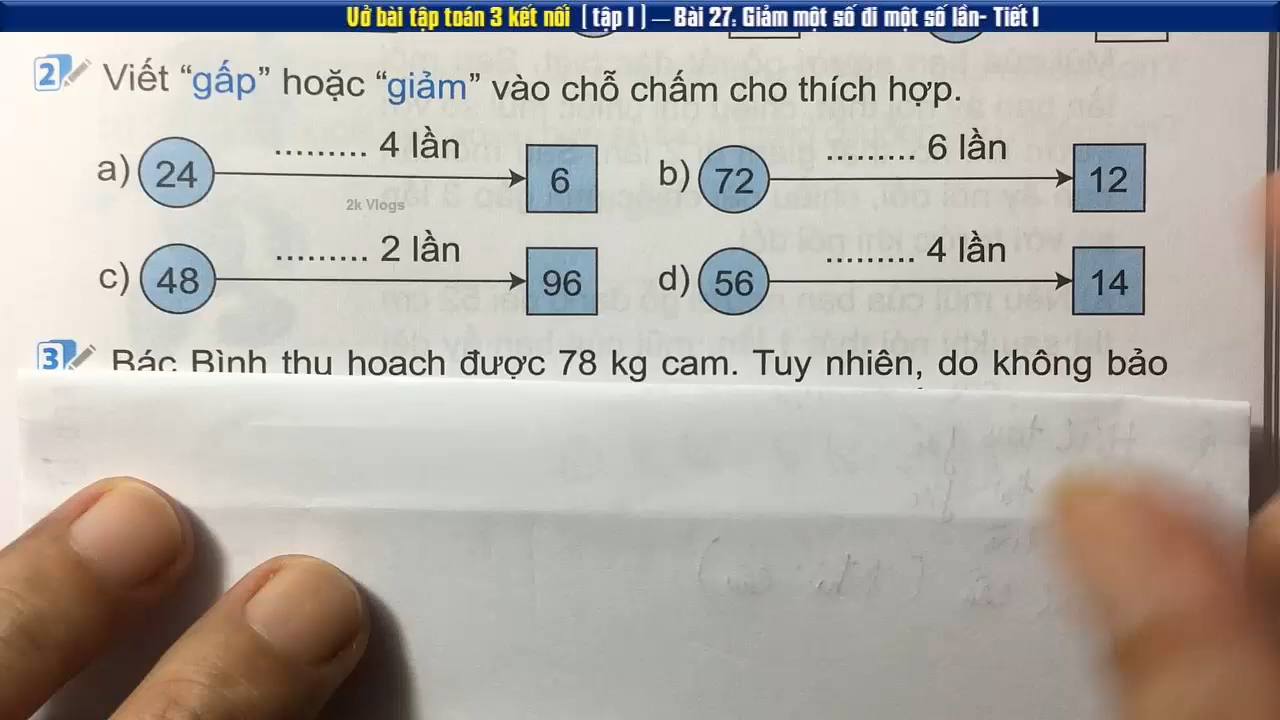 Vở bài tập toán 3 kết nối ( tập 1 ) – Bài 27: Giảm một số đi một số lần- Tiết 1
2 Viết “gấp” hoặc “giảm” vào chỗ chấm cho thích hợp.
a) 24 ......... 4 lần 6 b) 72 ......... 6 lần 12
2k Vlogs
c) 48 ......... 2 lần 96 d) 56 ......... 4 lần 14
3 Bác Bình thu hoạch được 78 kg cam. Tuy nhiên, do không bảo